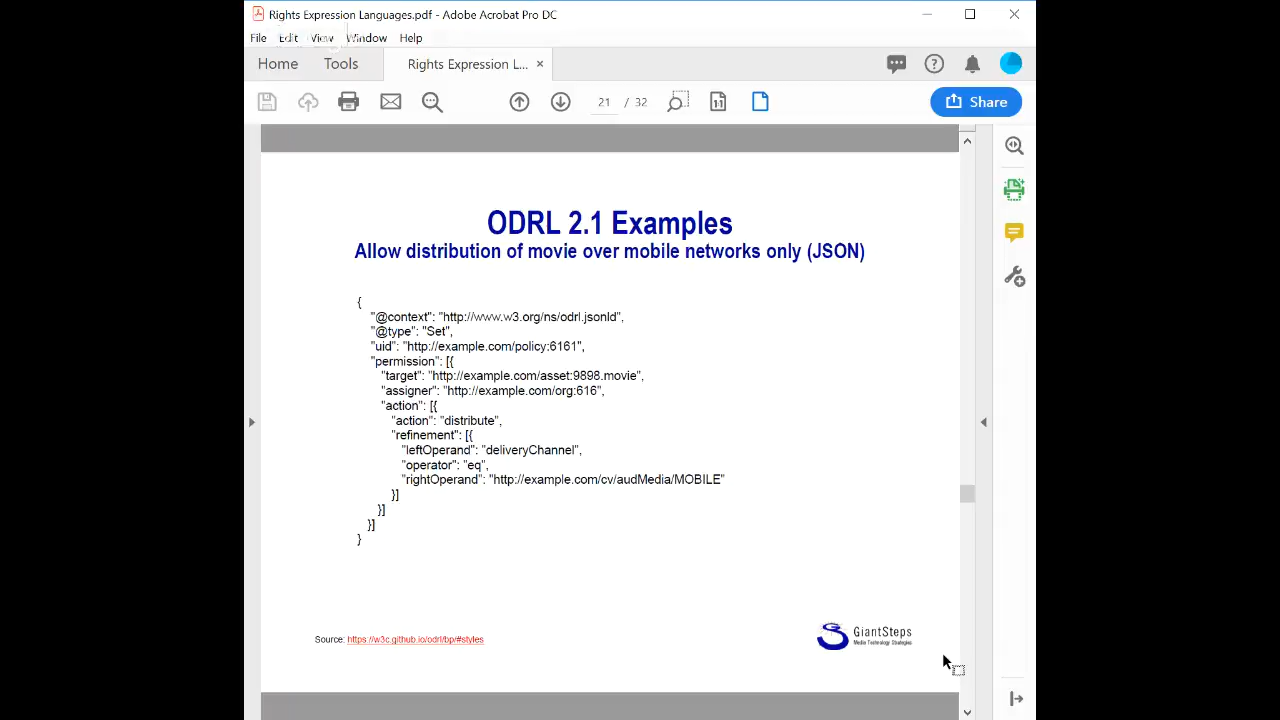 Rights Expression Languages.pdf - Adobe Acrobat Pro DC
File Edit View Window Help
Home Tools Rights Expression L... ×
21 / 32
Share
ODRL 2.1 Examples
Allow distribution of movie over mobile networks only (JSON)
{
"@context": "http://www.w3.org/ns/odrl.jsonld",
"@type": "Set",
"uid": "http://example.com/policy:6161",
"permission": [{
"target": "http://example.com/asset:9898.movie",
"assigner": "http://example.com/org:616",
"action": [{
"action": "distribute",
"refinement": [{
"leftOperand": "deliveryChannel",
"operator": "eq",
"rightOperand": "http://example.com/cv/audMedia/MOBILE"
}]
}]
}]
}
Source: https://w3c.github.io/odrl/bp/#styles
GiantSteps
Media Technology Strategies